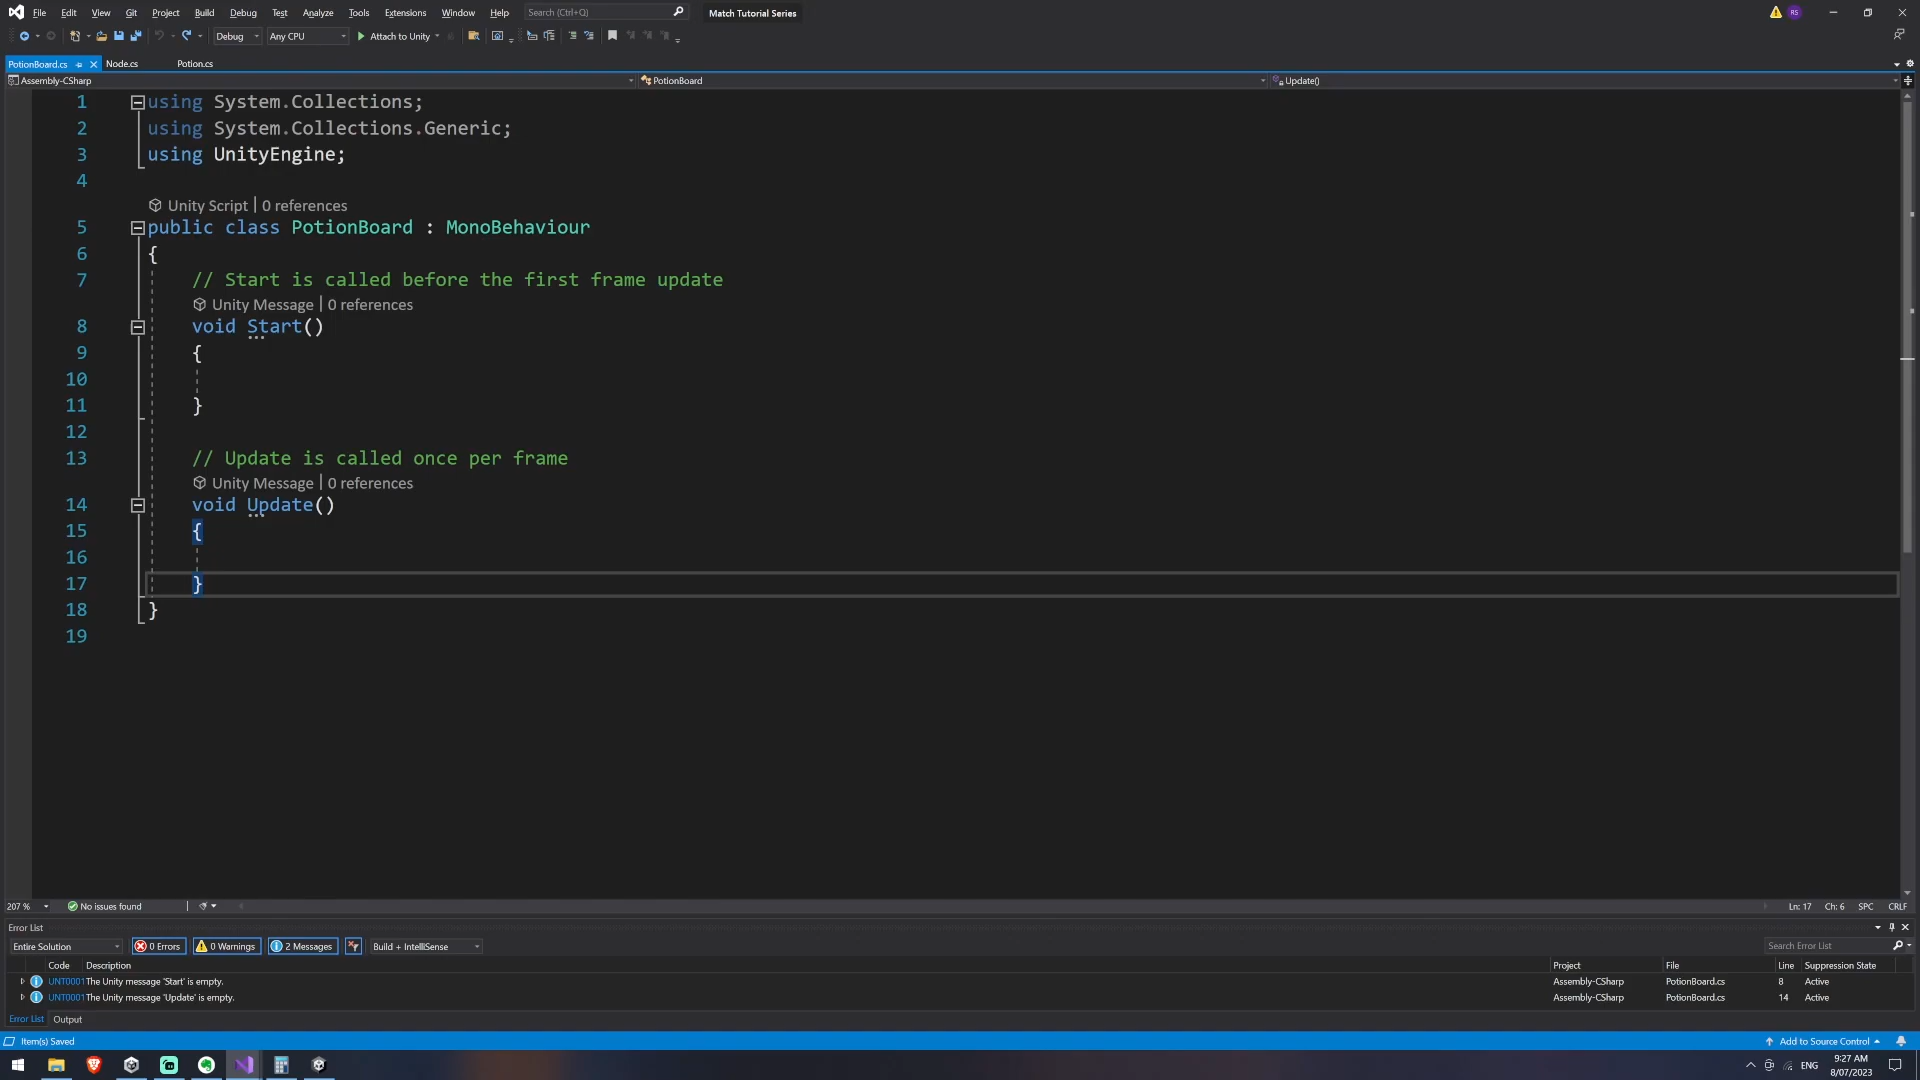 File Edit View Git Project Build Debug Test Analyze Tools Extensions Window Help Search (Ctrl+Q) Match Tutorial Series RS
Debug Any CPU Attach to Unity
PotionBoard.cs Node.cs Potion.cs
Assembly-CSharp PotionBoard Update()
1 using System.Collections;
2 using System.Collections.Generic;
3 using UnityEngine;
4
Unity Script | 0 references
5 public class PotionBoard : MonoBehaviour
6 {
7 // Start is called before the first frame update
Unity Message | 0 references
8 void Start()
9 {
10
11 }
12
13 // Update is called once per frame
Unity Message | 0 references
14 void Update()
15 {
16
17 }
18 }
19
207 % No issues found Ln: 17 Ch: 6 SPC CRLF
Error List
Entire Solution 0 Errors 0 Warnings 2 Messages Build + IntelliSense Search Error List
Code Description Project File Line Suppression State
UNT0001 The Unity message 'Start' is empty. Assembly-CSharp PotionBoard.cs 8 Active
UNT0001 The Unity message 'Update' is empty. Assembly-CSharp PotionBoard.cs 14 Active
Error List Output
Item(s) Saved Add to Source Control
ENG 9:27 AM
8/07/2023